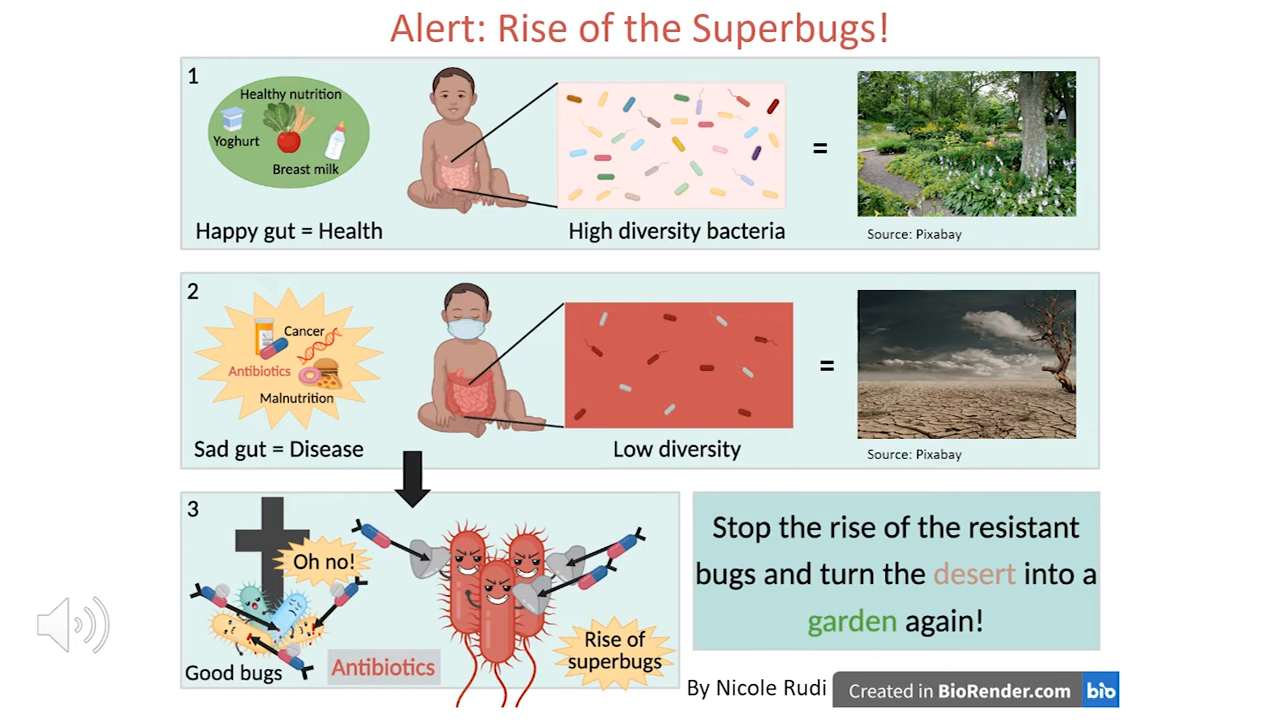 Alert: Rise of the Superbugs!
1
Healthy nutrition
Yoghurt
Breast milk
Happy gut = Health
High diversity bacteria
=
Source: Pixabay
2
Cancer
Antibiotics
Malnutrition
Sad gut = Disease
Low diversity
=
Source: Pixabay
3
Oh no!
Good bugs
Antibiotics
Rise of
superbugs
Stop the rise of the resistant
bugs and turn the desert into a
garden again!
By Nicole Rudi
Created in BioRender.com bio